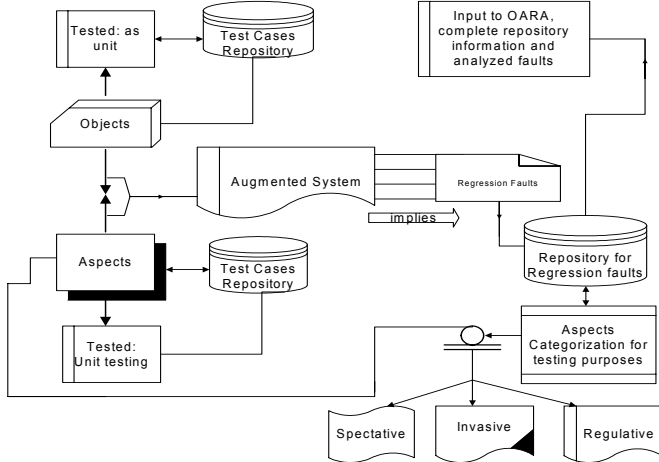 Tested: as
unit
Test Cases
Repository
Input to OARA,
complete repository
information and
analyzed faults
Objects
Augmented System
Regression Faults
implies
Aspects
Test Cases
Repository
Repository for
Regression faults
Tested:
Unit testing
Aspects
Categorization for
testing purposes
Spectative
Invasive
Regulative